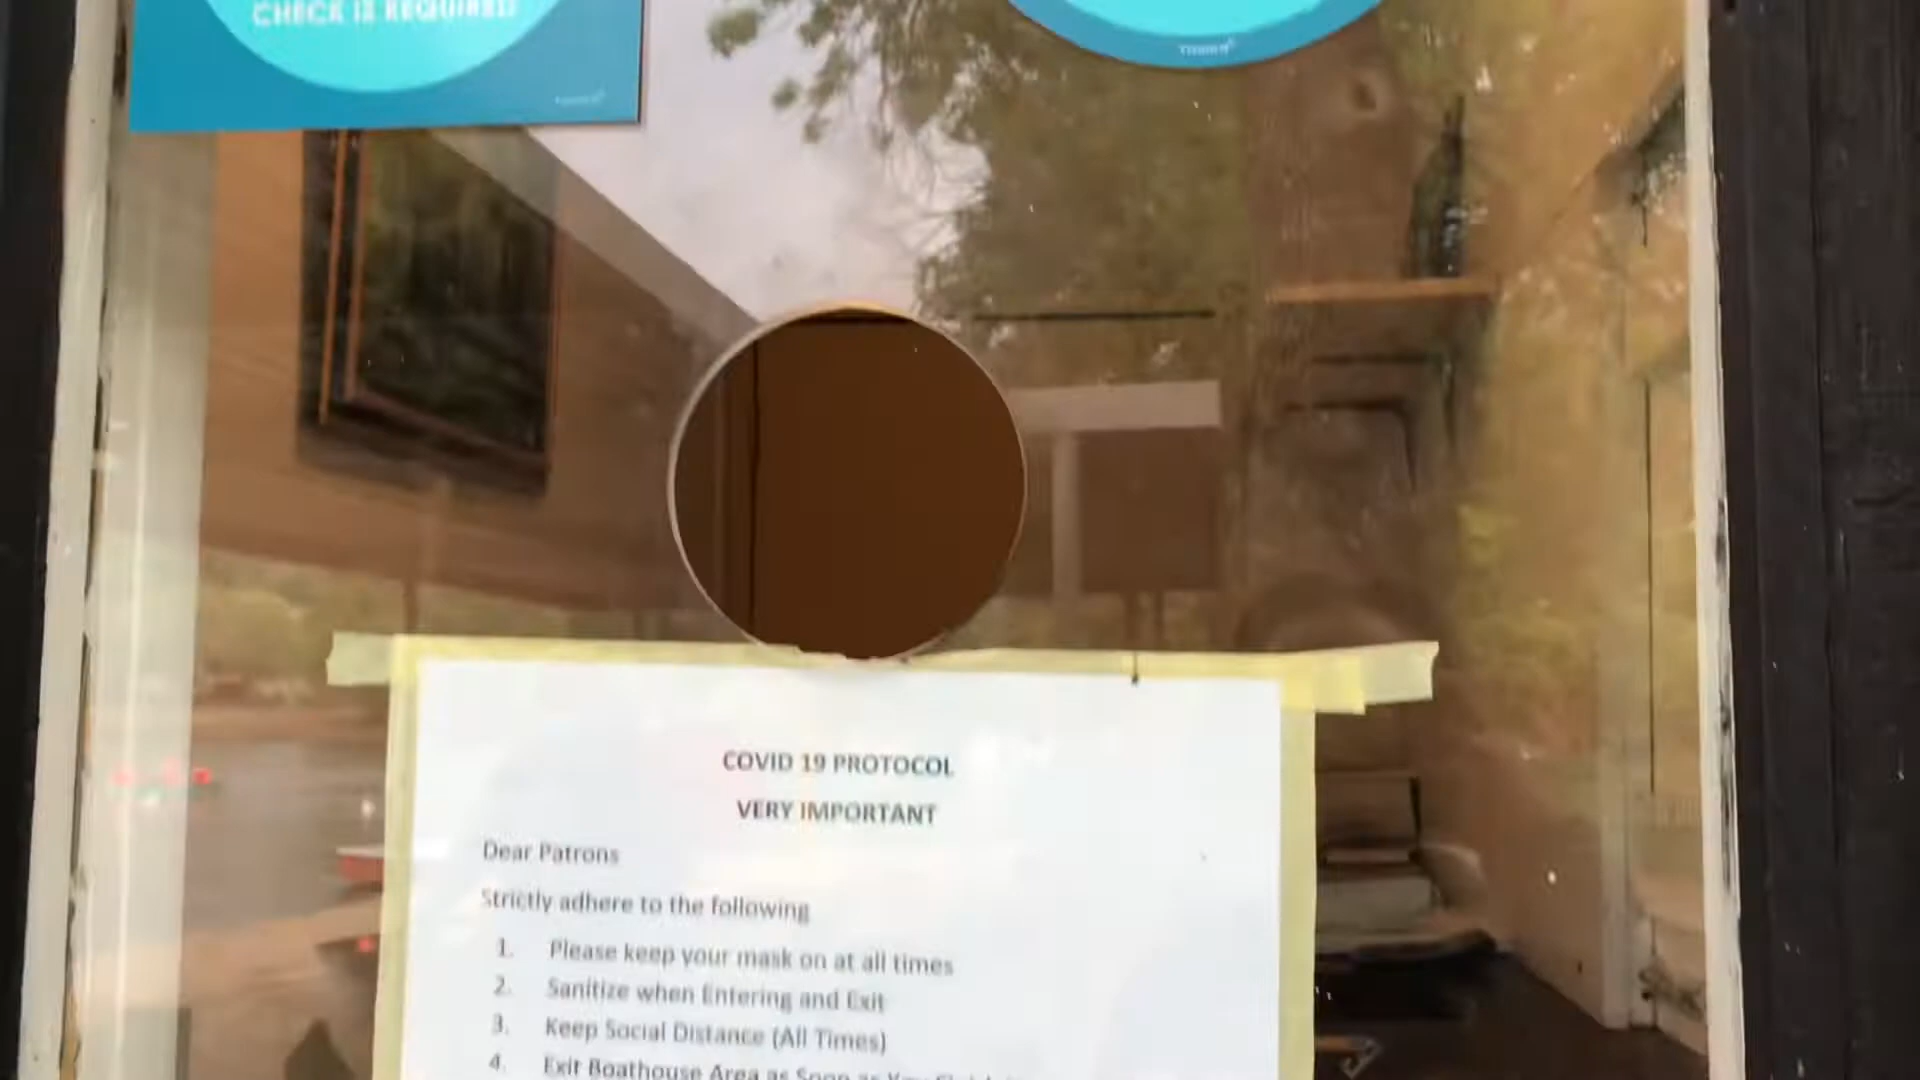 CHECK IS REQUIRED!
COVID 19 PROTOCOL
VERY IMPORTANT
Dear Patrons
Strictly adhere to the following
1. Please keep your mask on at all times
2. Sanitize when Entering and Exit
3. Keep Social Distance (All Times)
4. Exit Boathouse Area as Soon as You